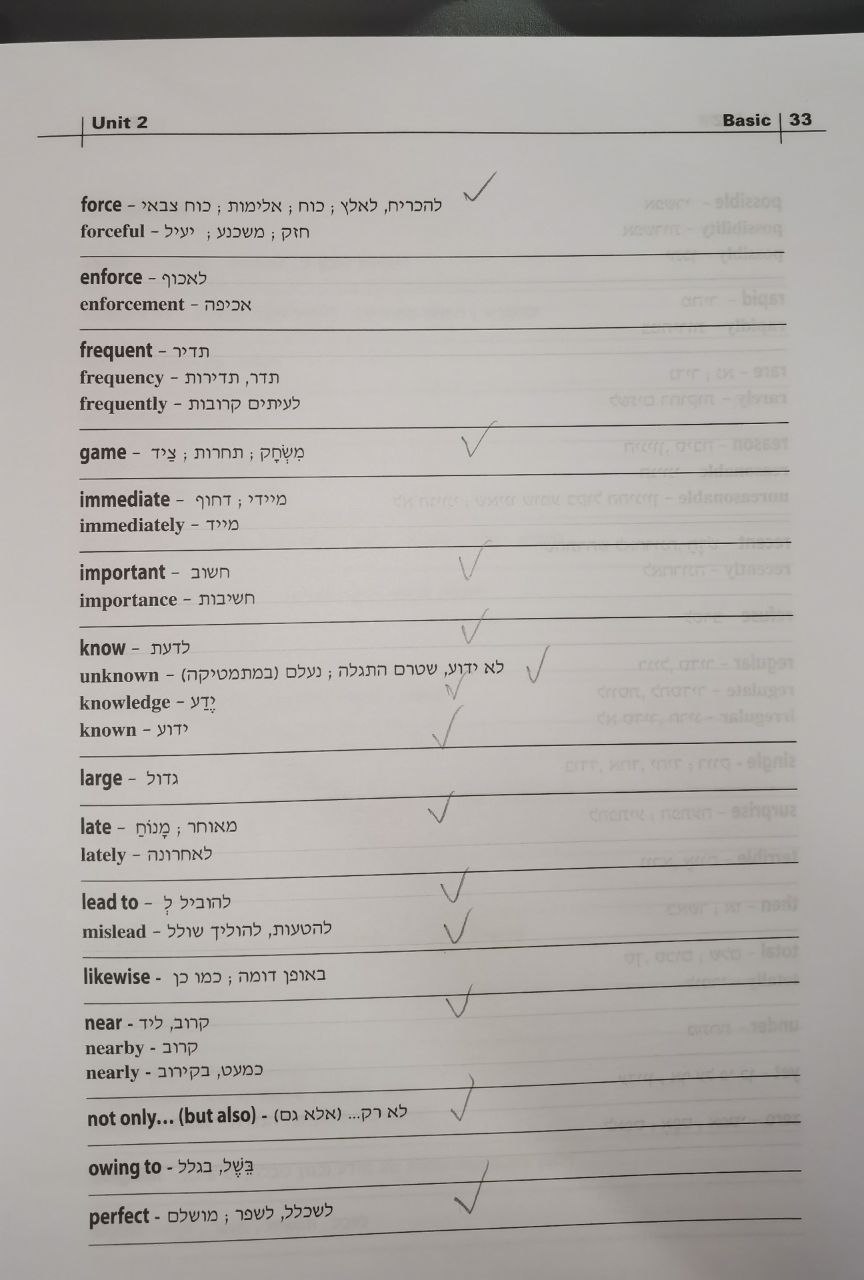 Unit 2
Basic 33
force – להכריח, לאלץ ; כוח ; אלימות ; כוח צבאי
forceful – חזק ; משכנע ; יעיל
enforce – לאכוף
enforcement – אכיפה
frequent – תדיר
frequency – תדר, תדירות
frequently – לעיתים קרובות
game – מִשְׂחָק ; תחרות ; צַיִד
immediate – מיידי ; דחוף
immediately – מייד
important – חשוב
importance – חשיבות
know – לדעת
unknown – לא ידוע, שטרם התגלה ; נעלם (במתמטיקה)
knowledge – יֶדַע
known – ידוע
large – גדול
late – מאוחר ; מָנוֹחַ
lately – לאחרונה
lead to – להוביל לְ
mislead – להטעות, להוליך שולל
likewise - באופן דומה ; כמו כן
near - קרוב, ליד
nearby - קרוב
nearly - כמעט, בקירוב
not only... (but also) - לא רק... (אלא גם)
owing to - בְּשֶׁל, בגלל
perfect - לשכלל, לשפר ; מושלם